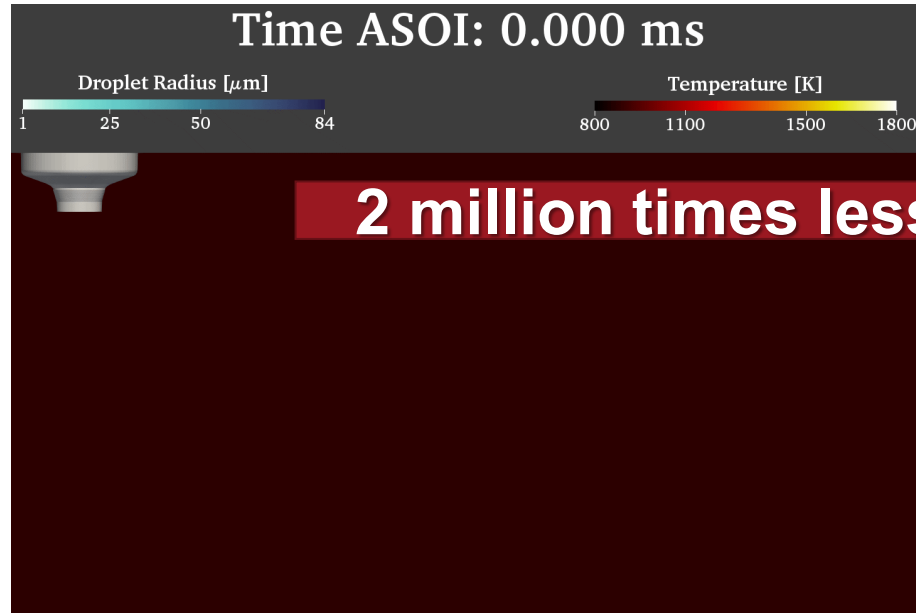 Time ASOI: 0.000 ms
Droplet Radius [μm]
Temperature [K]
1 25 50 84
800 1100 1500 1800
2 million times less